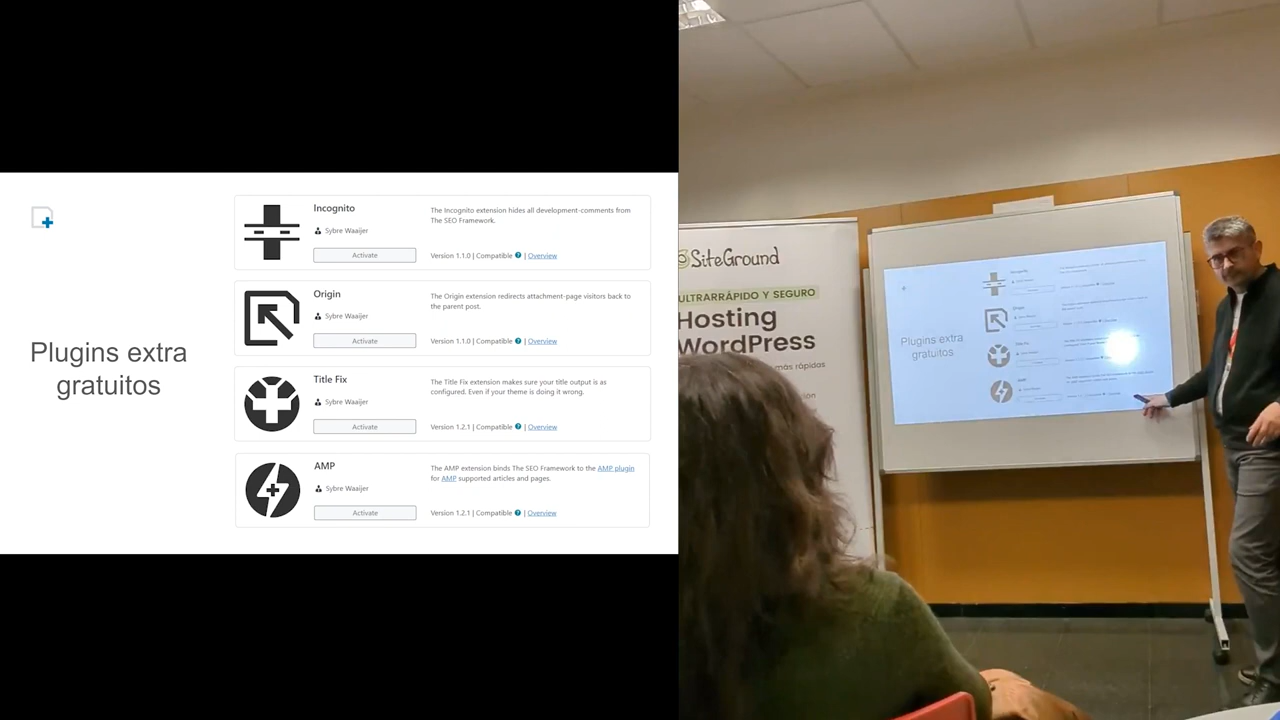 Plugins extra
gratuitos
Incognito
Sybre Waaijer
Activate
The Incognito extension hides all development-comments from
The SEO Framework.
Version 1.1.0 | Compatible ? | Overview
Origin
Sybre Waaijer
Activate
The Origin extension redirects attachment-page visitors back to
the parent post.
Version 1.1.0 | Compatible ? | Overview
Title Fix
Sybre Waaijer
Activate
The Title Fix extension makes sure your title output is as
configured. Even if your theme is doing it wrong.
Version 1.2.1 | Compatible ? | Overview
AMP
Sybre Waaijer
Activate
The AMP extension binds The SEO Framework to the AMP plugin
for AMP supported articles and pages.
Version 1.2.1 | Compatible ? | Overview
SiteGround
ULTRARRÁPIDO Y SEGURO
Hosting
WordPress
más rápidas
Plugins extra
gratuitos